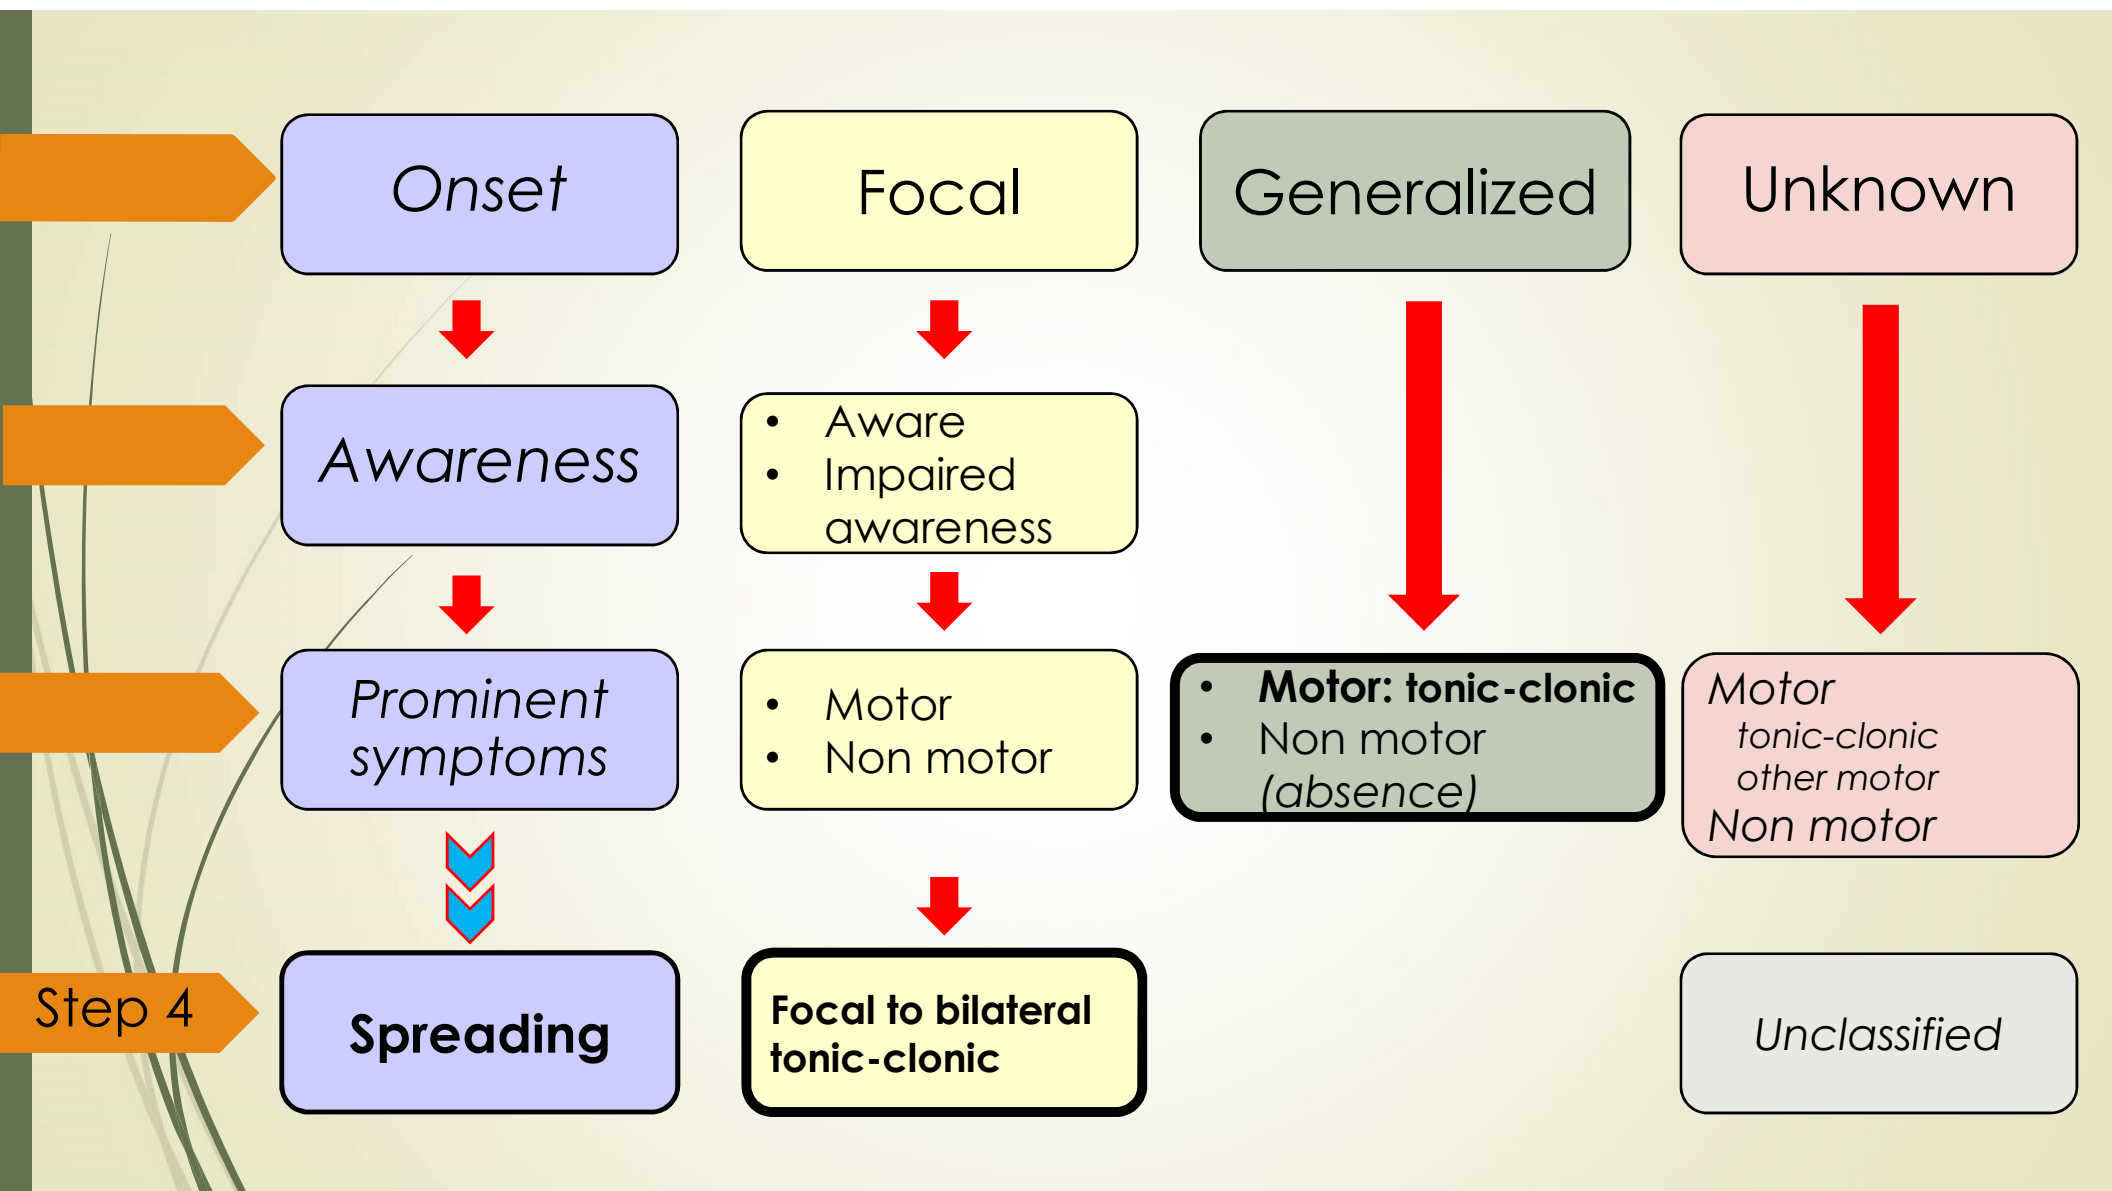 Onset
Focal
Generalized
Unknown
Awareness
• Aware
• Impaired
awareness
Prominent
symptoms
• Motor
• Non motor
• Motor: tonic-clonic
• Non motor
(absence)
Motor
tonic-clonic
other motor
Non motor
Step 4
Spreading
Focal to bilateral
tonic-clonic
Unclassified